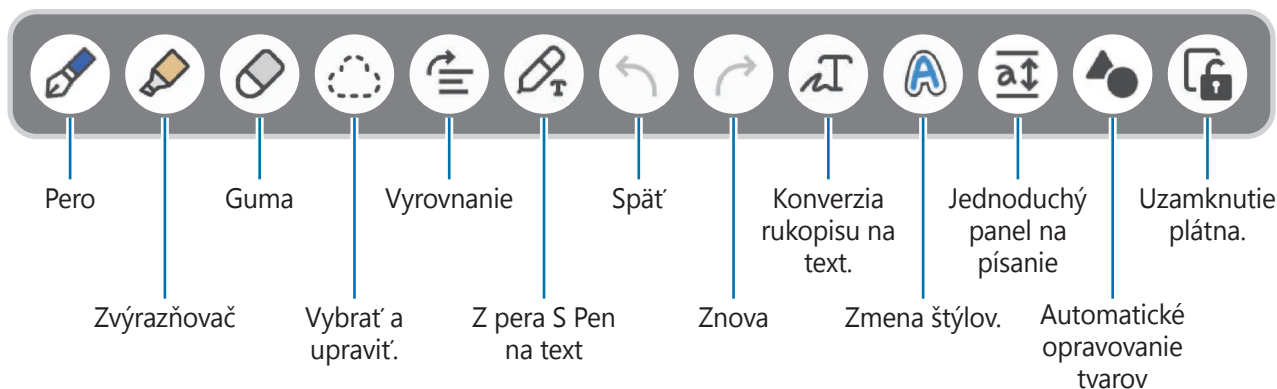 Pero
Guma
Vyrovnanie
Späť
Konverzia
rukopisu na
text.
Jednoduchý
panel na
písanie
Uzamknutie
plátna.
Zvýrazňovač
Vybrať a
upraviť.
Z pera S Pen
na text
Znova
Zmena štýlov.
Automatické
opravovanie
tvarov